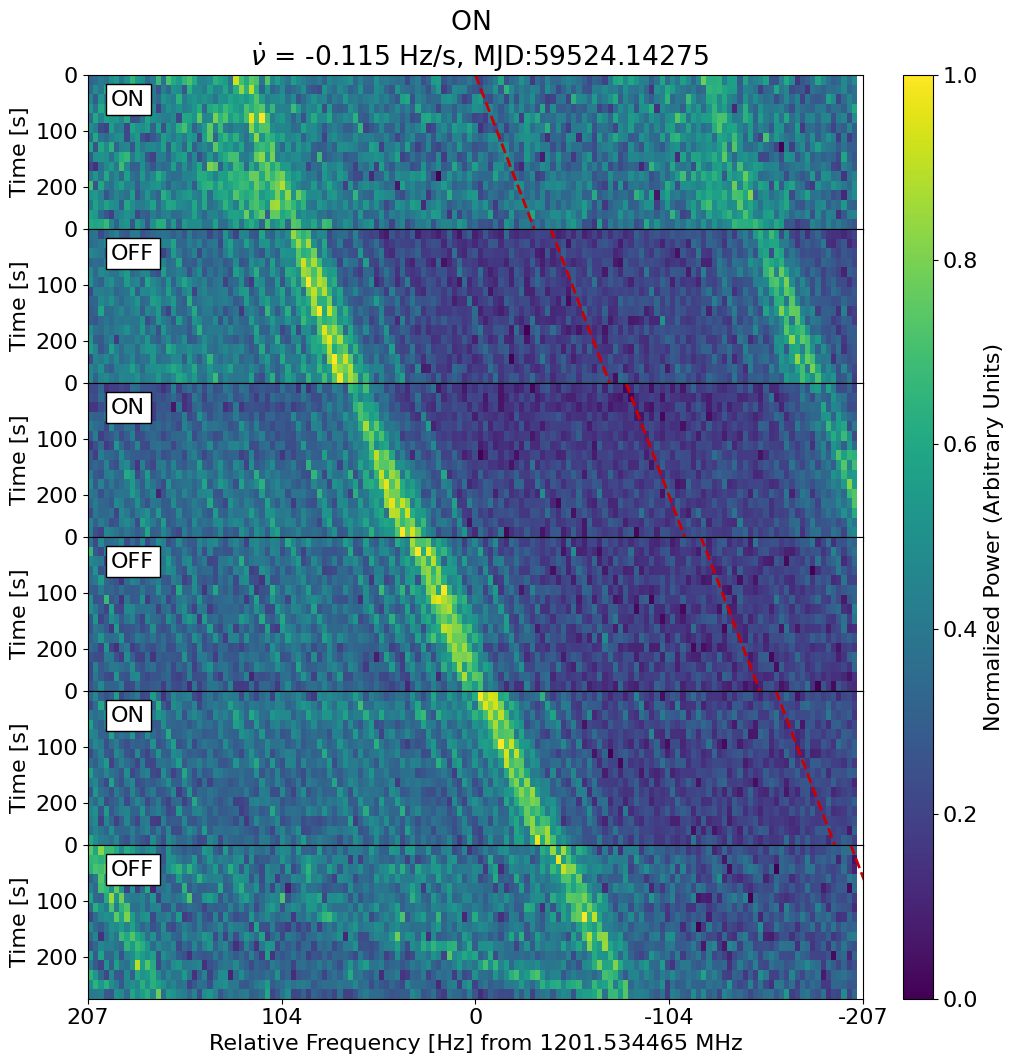 ON
ν̇ = -0.115 Hz/s, MJD:59524.14275
0
100
200
Time [s]
ON
0
100
200
Time [s]
OFF
0
100
200
Time [s]
ON
0
100
200
Time [s]
OFF
0
100
200
Time [s]
ON
0
100
200
Time [s]
OFF
207
104
0
-104
-207
Relative Frequency [Hz] from 1201.534465 MHz
1.0
0.8
0.6
0.4
0.2
0.0
Normalized Power (Arbitrary Units)